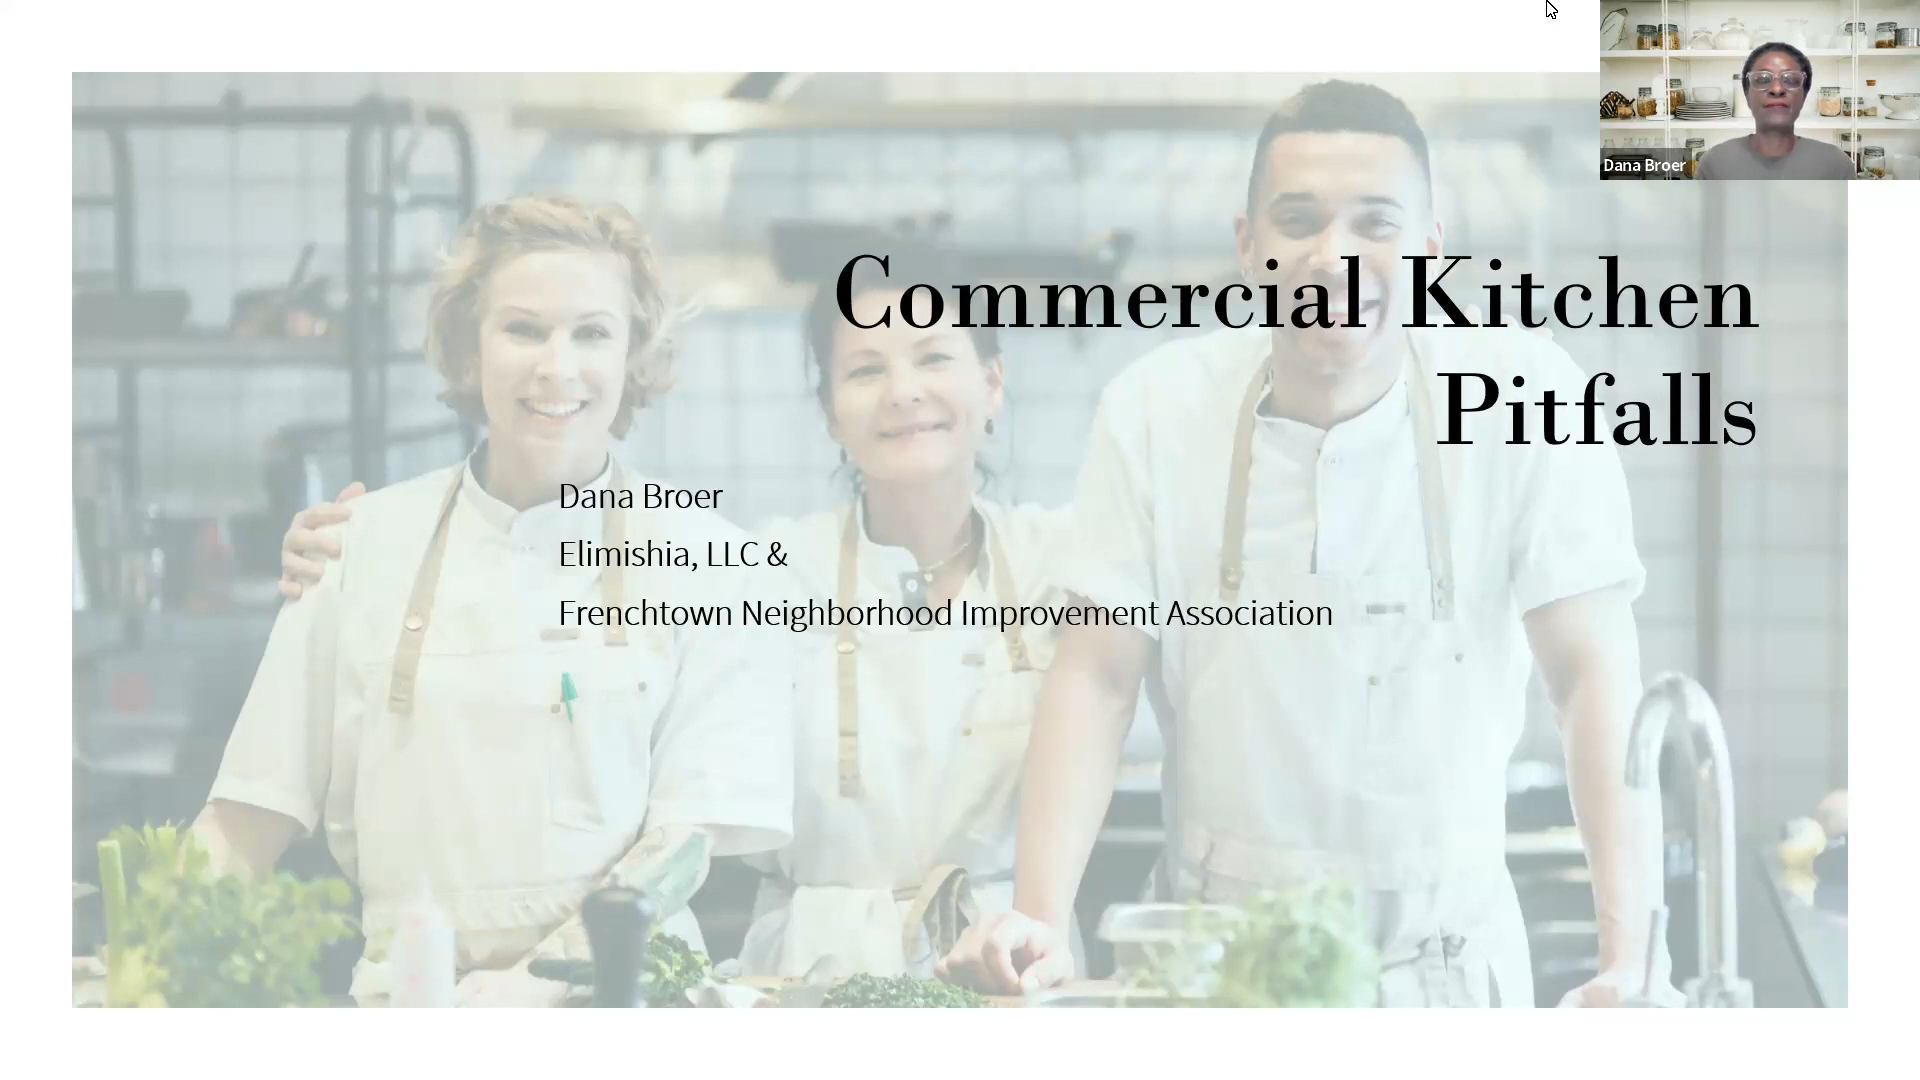 Commercial Kitchen
Pitfalls
Dana Broer
Elimishia, LLC &
Frenchtown Neighborhood Improvement Association
Dana Broer